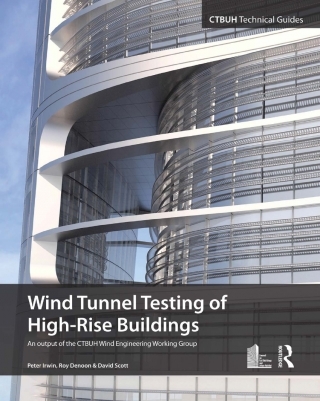 CTBUH Technical Guides
Wind Tunnel Testing of
High-Rise Buildings
An output of the CTBUH Wind Engineering Working Group
Peter Irwin, Roy Denoon & David Scott
ROUTLEDGE